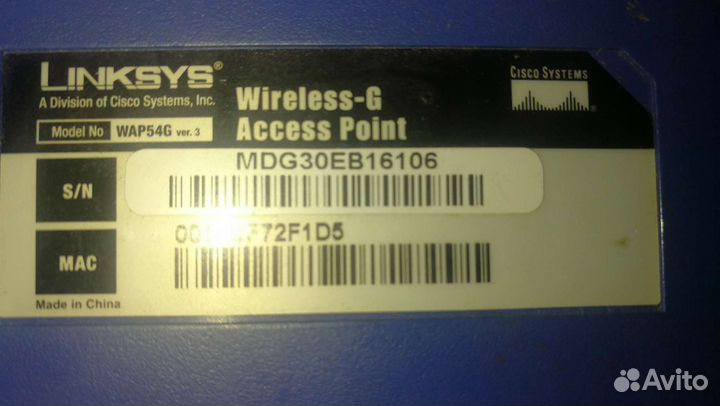 LINKSYS®
A Division of Cisco Systems, Inc.
Model No WAP54G ver. 3
Wireless-G
Access Point
CISCO SYSTEMS
®
S/N
MDG30EB16106
MAC
Made in China
Avito